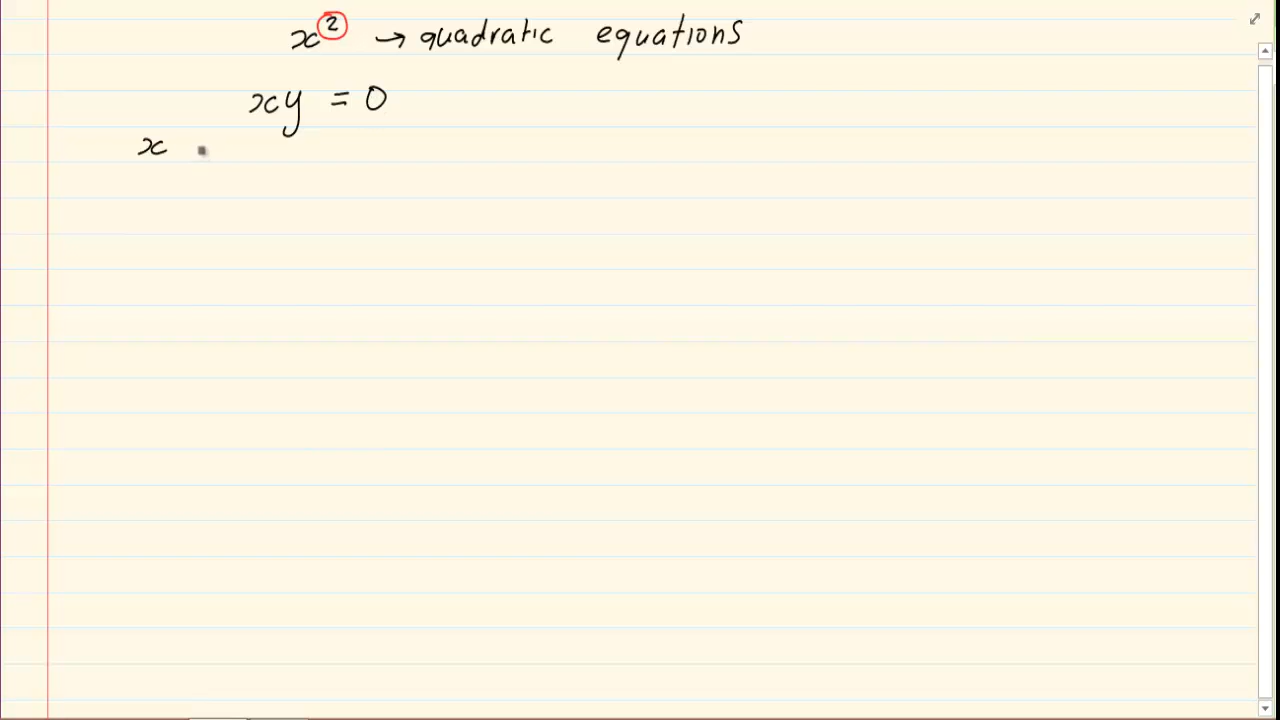 x² → quadratic equations
xy = 0
x